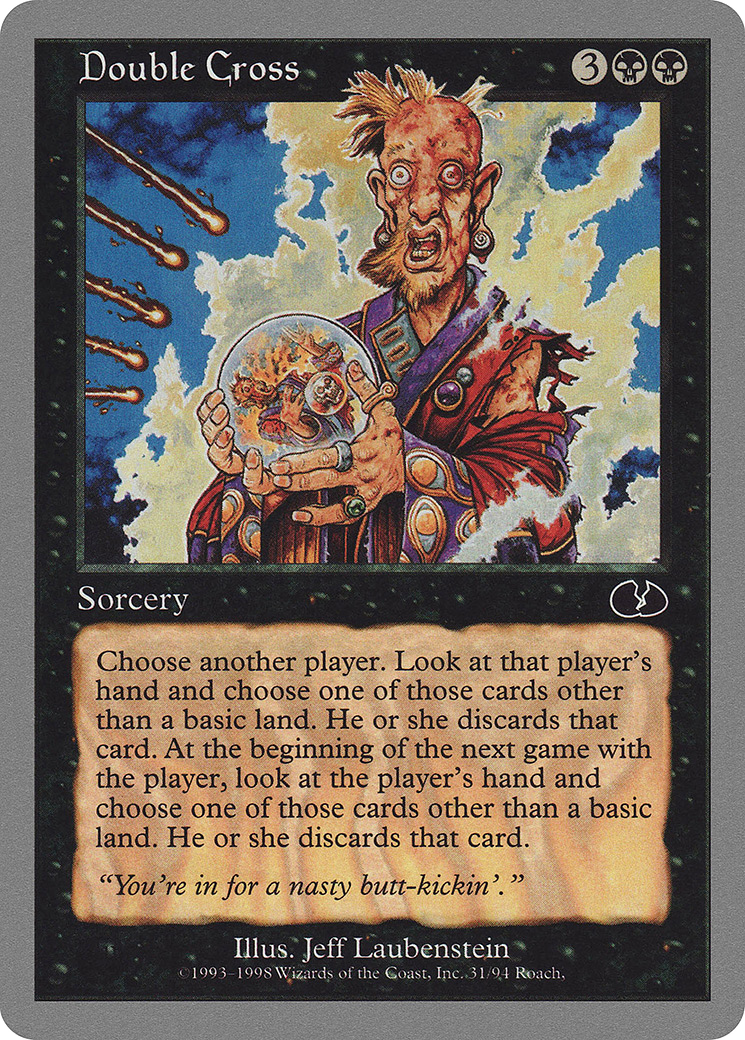 Double Cross
3
Sorcery
Choose another player. Look at that player's
hand and choose one of those cards other
than a basic land. He or she discards that
card. At the beginning of the next game with
the player, look at the player's hand and
choose one of those cards other than a basic
land. He or she discards that card.
“You're in for a nasty butt-kickin'.”
Illus. Jeff Laubenstein
©1993–1998 Wizards of the Coast, Inc. 31/94 Roach,